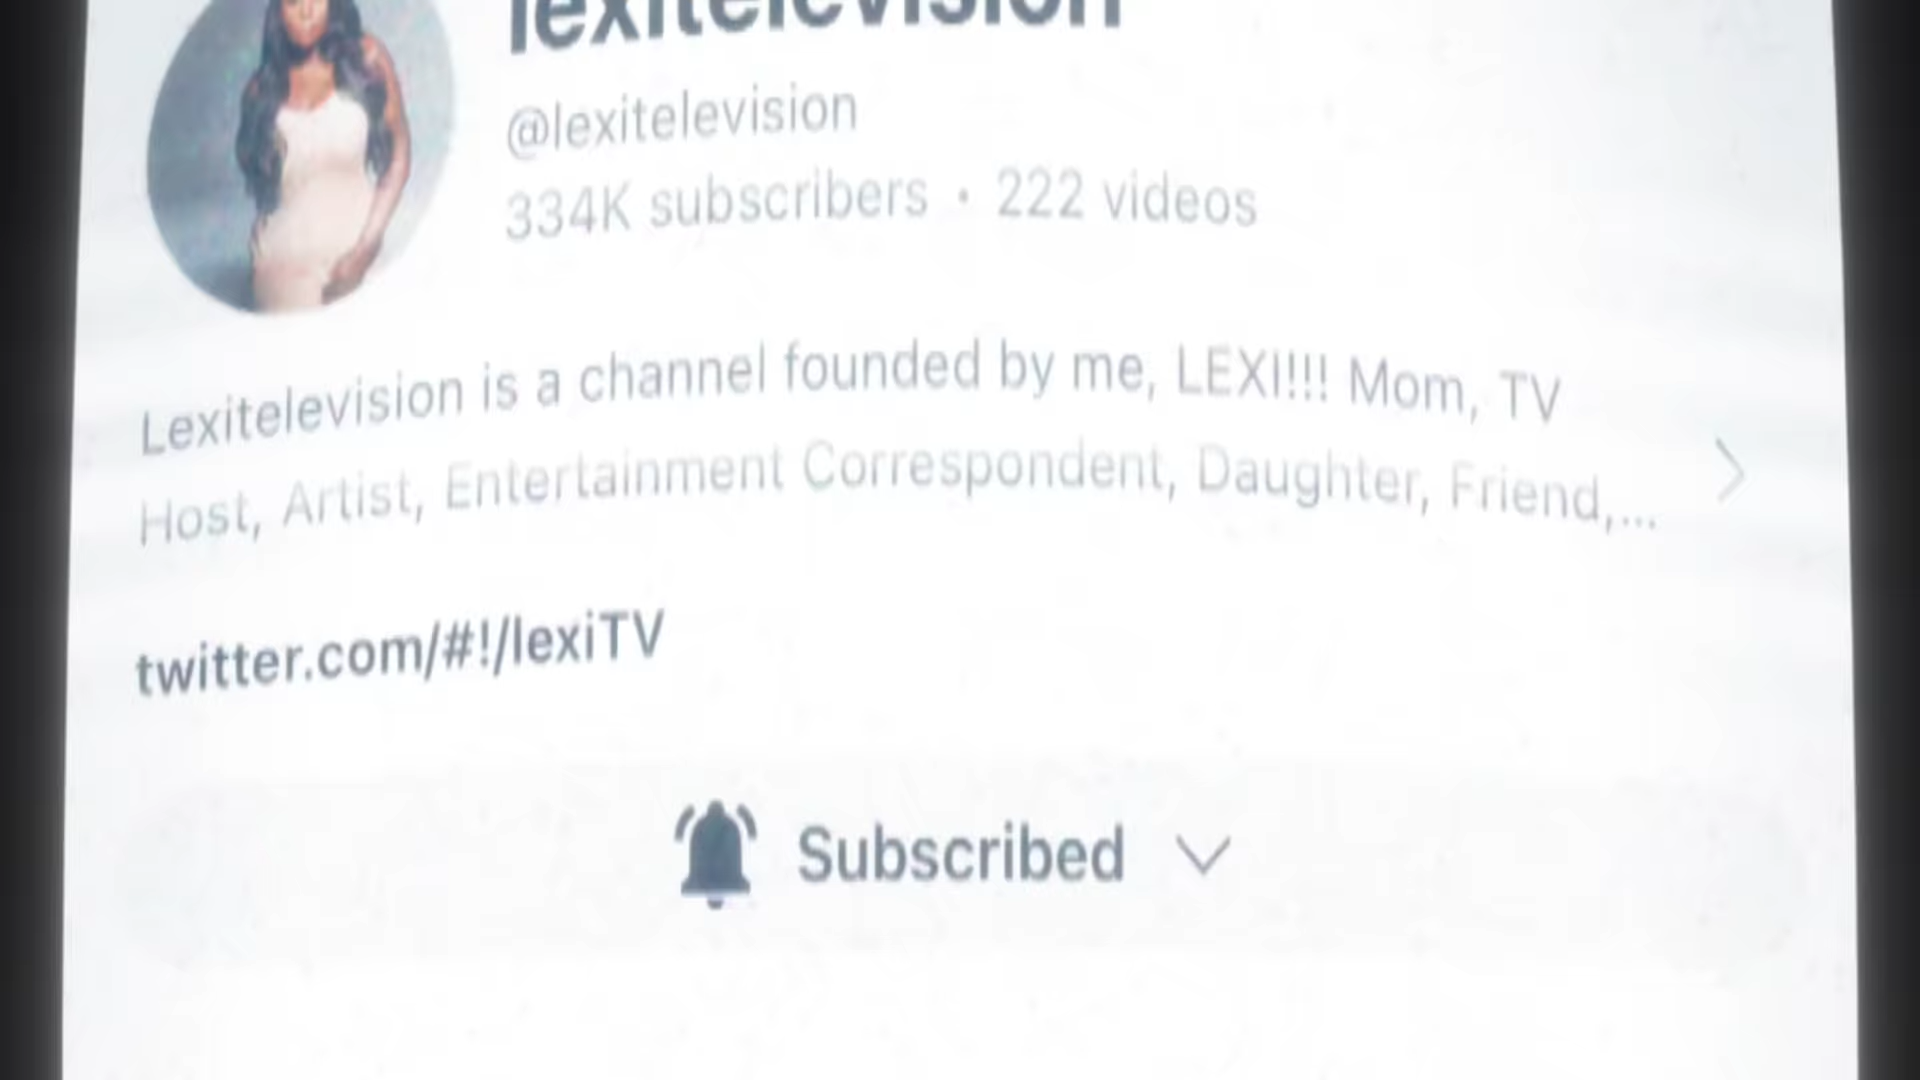 lexitelevision
@lexitelevision
334K subscribers · 222 videos
Lexitelevision is a channel founded by me, LEXI!!! Mom, TV
Host, Artist, Entertainment Correspondent, Daughter, Friend,...
twitter.com/#!/lexiTV
Subscribed